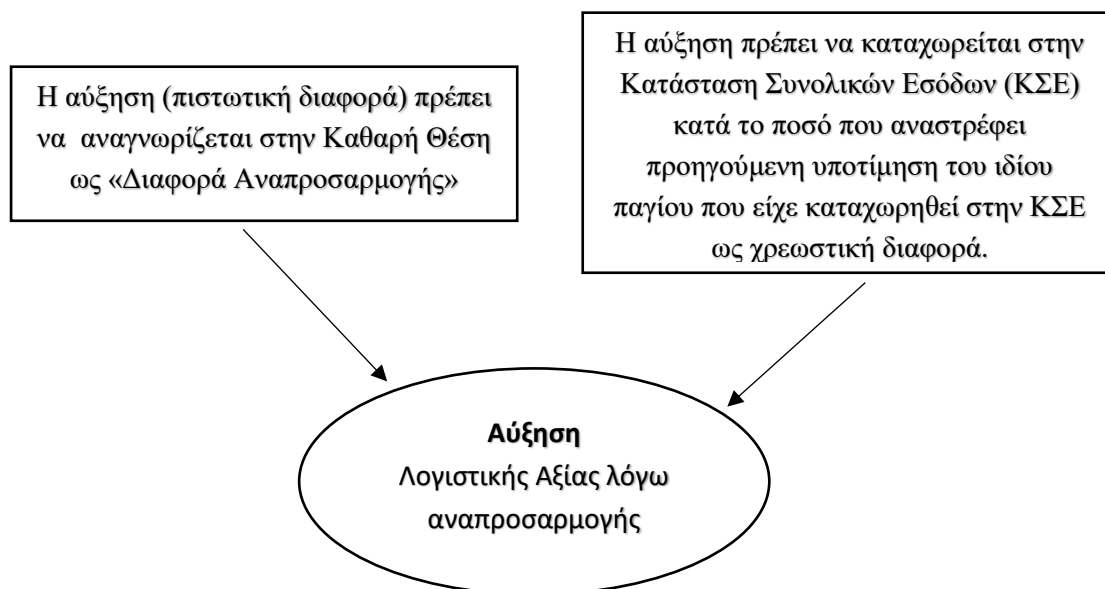 Η αύξηση (πιστωτική διαφορά) πρέπει
να αναγνωρίζεται στην Καθαρή Θέση
ως «Διαφορά Αναπροσαρμογής»
Η αύξηση πρέπει να καταχωρείται στην
Κατάσταση Συνολικών Εσόδων (ΚΣΕ)
κατά το ποσό που αναστρέφει
προηγούμενη υποτίμηση του ιδίου
παγίου που είχε καταχωρηθεί στην ΚΣΕ
ως χρεωστική διαφορά.
Αύξηση
Λογιστικής Αξίας λόγω
αναπροσαρμογής